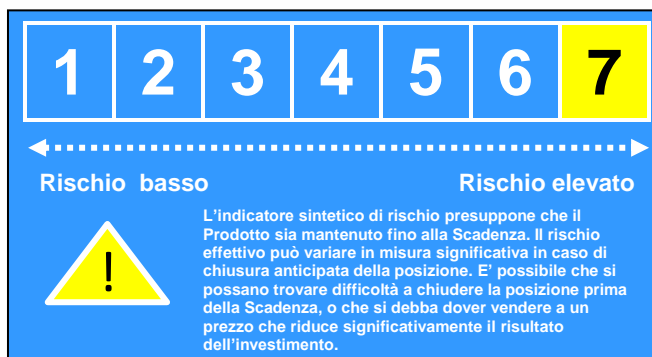 1 2 3 4 5 6 7
Rischio basso Rischio elevato
L'indicatore sintetico di rischio presuppone che il
Prodotto sia mantenuto fino alla Scadenza. Il rischio
effettivo può variare in misura significativa in caso di
chiusura anticipata della posizione. E' possibile che si
possano trovare difficoltà a chiudere la posizione prima
della Scadenza, o che si debba dover vendere a un
prezzo che riduce significativamente il risultato
dell'investimento.
!